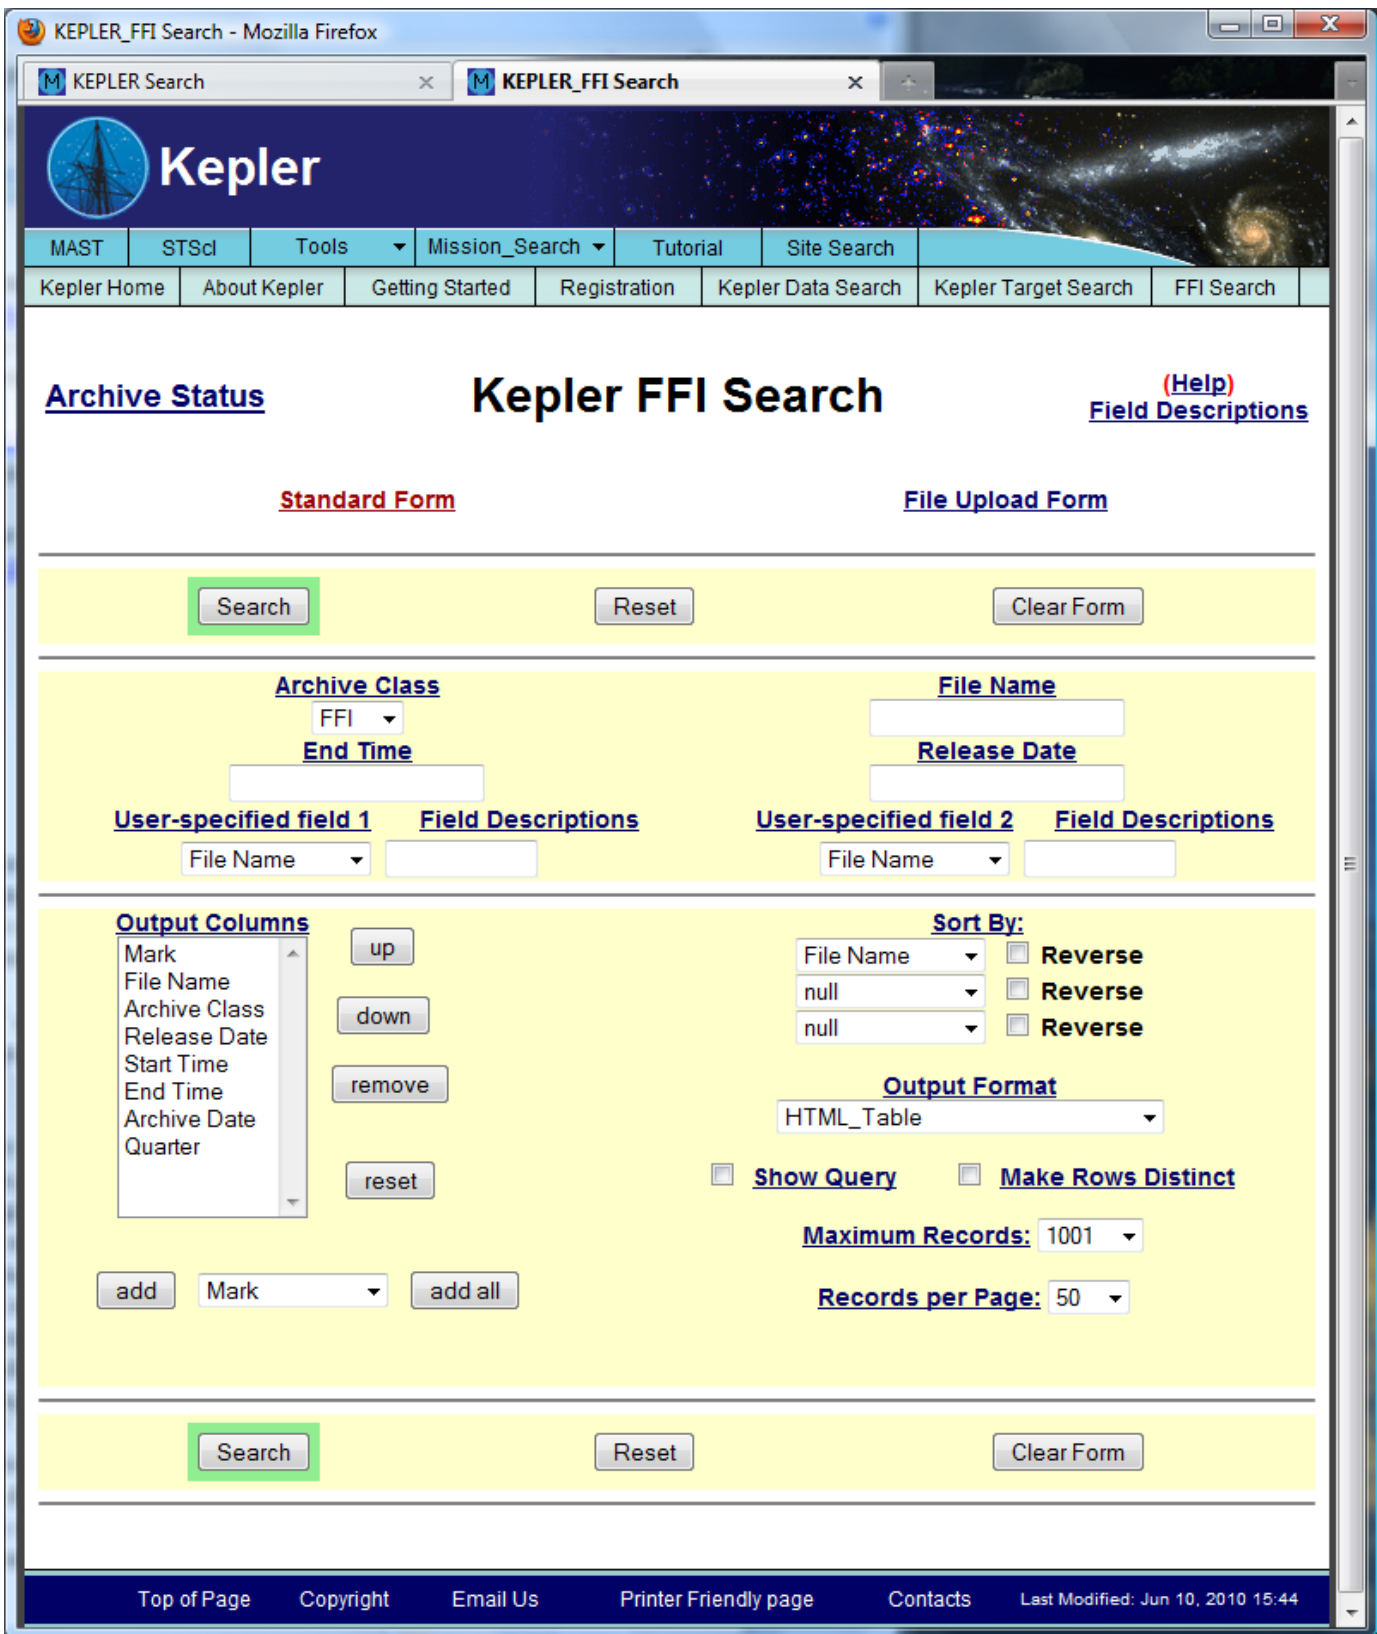 KEPLER_FFI Search - Mozilla Firefox
KEPLER Search KEPLER_FFI Search
Kepler
MAST STScI Tools Mission_Search Tutorial Site Search
Kepler Home About Kepler Getting Started Registration Kepler Data Search Kepler Target Search FFI Search
Archive Status Kepler FFI Search (Help)
Field Descriptions
Standard Form File Upload Form
Search Reset Clear Form
Archive Class File Name
FFI
End Time Release Date
User-specified field 1 Field Descriptions User-specified field 2 Field Descriptions
File Name File Name
Output Columns
Mark
File Name
Archive Class
Release Date
Start Time
End Time
Archive Date
Quarter
up
down
remove
reset
add Mark add all
Sort By:
File Name Reverse
null Reverse
null Reverse
Output Format
HTML_Table
Show Query Make Rows Distinct
Maximum Records: 1001
Records per Page: 50
Search Reset Clear Form
Top of Page Copyright Email Us Printer Friendly page Contacts Last Modified: Jun 10, 2010 15:44